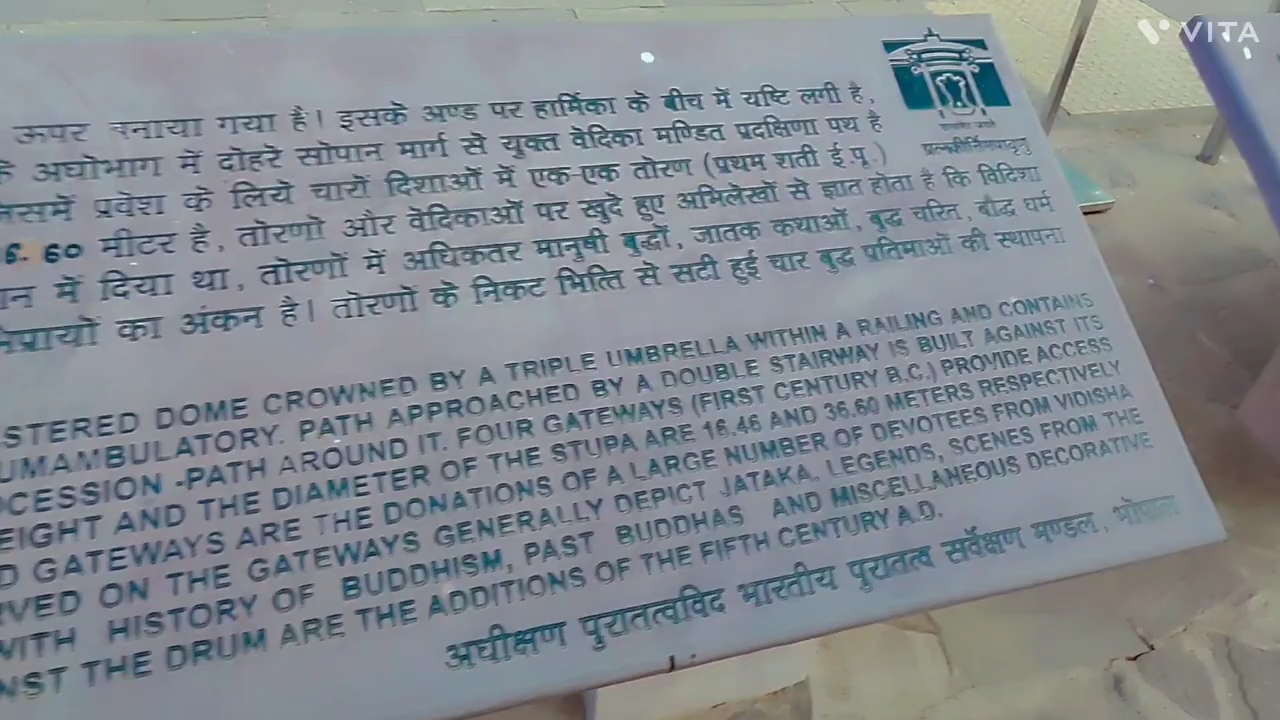 VITA
ऊपर बनाया गया है। इसके अण्ड पर हार्मिका के बीच में यष्टि लगी है,
के अधोभाग में दोहरे सोपान मार्ग से युक्त वेदिका मण्डित प्रदक्षिणा पथ है
जिसमें प्रवेश के लिये चारों दिशाओं में एक-एक तोरण (प्रथम शती ई.पू.)
6.60 मीटर है, तोरणो और वेदिकाओं पर खुदे हुए अभिलेखों से ज्ञात होता है कि विदिशा
में दिया था, तोरणों में अधिकतर मानुषी बुद्धों, जातक कथाओं, बुद्ध चरित, बौद्ध धर्म
का अंकन है। तोरणों के निकट भित्ति से सटी हुई चार बुद्ध प्रतिमाओं की स्थापना
STERED DOME CROWNED BY A TRIPLE UMBRELLA WITHIN A RAILING AND CONTAINS
UMAMBULATORY. PATH APPROACHED BY A DOUBLE STAIRWAY IS BUILT AGAINST ITS
OCESSION -PATH AROUND IT. FOUR GATEWAYS (FIRST CENTURY B.C.) PROVIDE ACCESS
EIGHT AND THE DIAMETER OF THE STUPA ARE 16.46 AND 36.60 METERS RESPECTIVELY
D GATEWAYS ARE THE DONATIONS OF A LARGE NUMBER OF DEVOTEES FROM VIDISHA
RVED ON THE GATEWAYS GENERALLY DEPICT JATAKA, LEGENDS, SCENES FROM THE
WITH HISTORY OF BUDDHISM, PAST BUDDHAS AND MISCELLANEOUS DECORATIVE
NST THE DRUM ARE THE ADDITIONS OF THE FIFTH CENTURY A.D.
अधीक्षण पुरातत्वविद भारतीय पुरातत्व सर्वेक्षण मण्डल, भोपाल